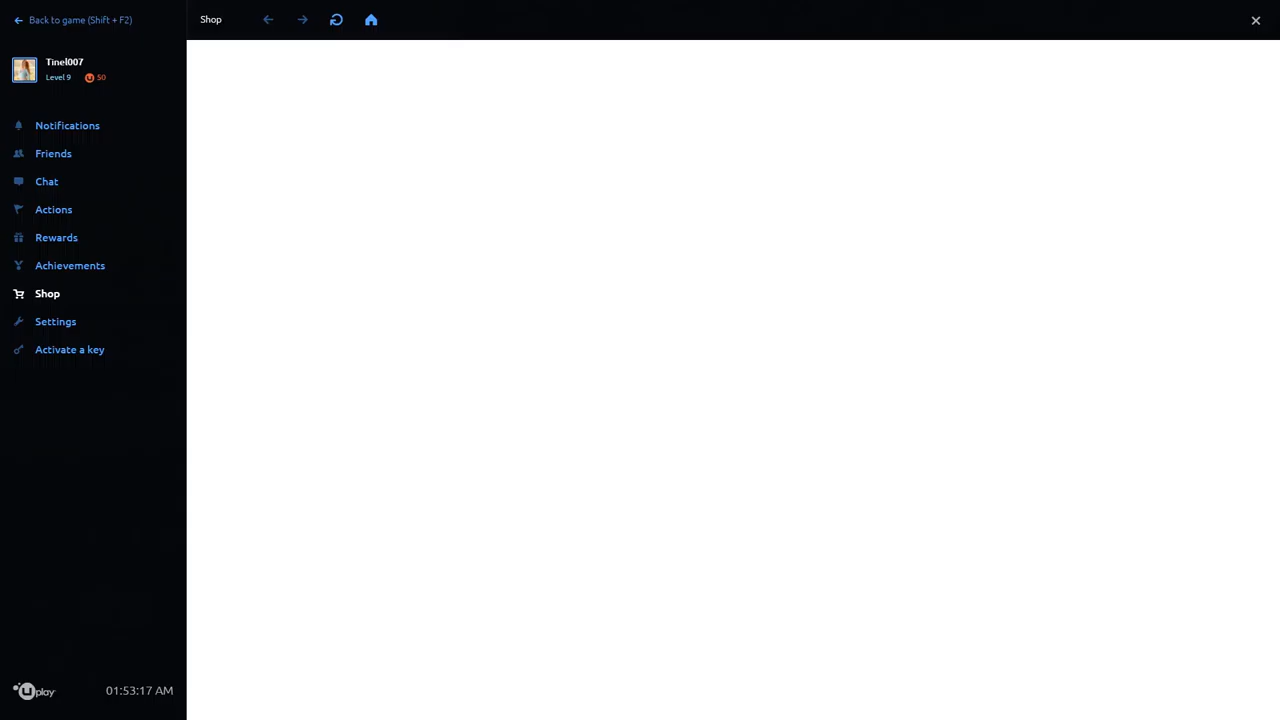 Back to game (Shift + F2)
Shop
Tinel007
Level 9 50
Notifications
Friends
Chat
Actions
Rewards
Achievements
Shop
Settings
Activate a key
uplay 01:53:17 AM